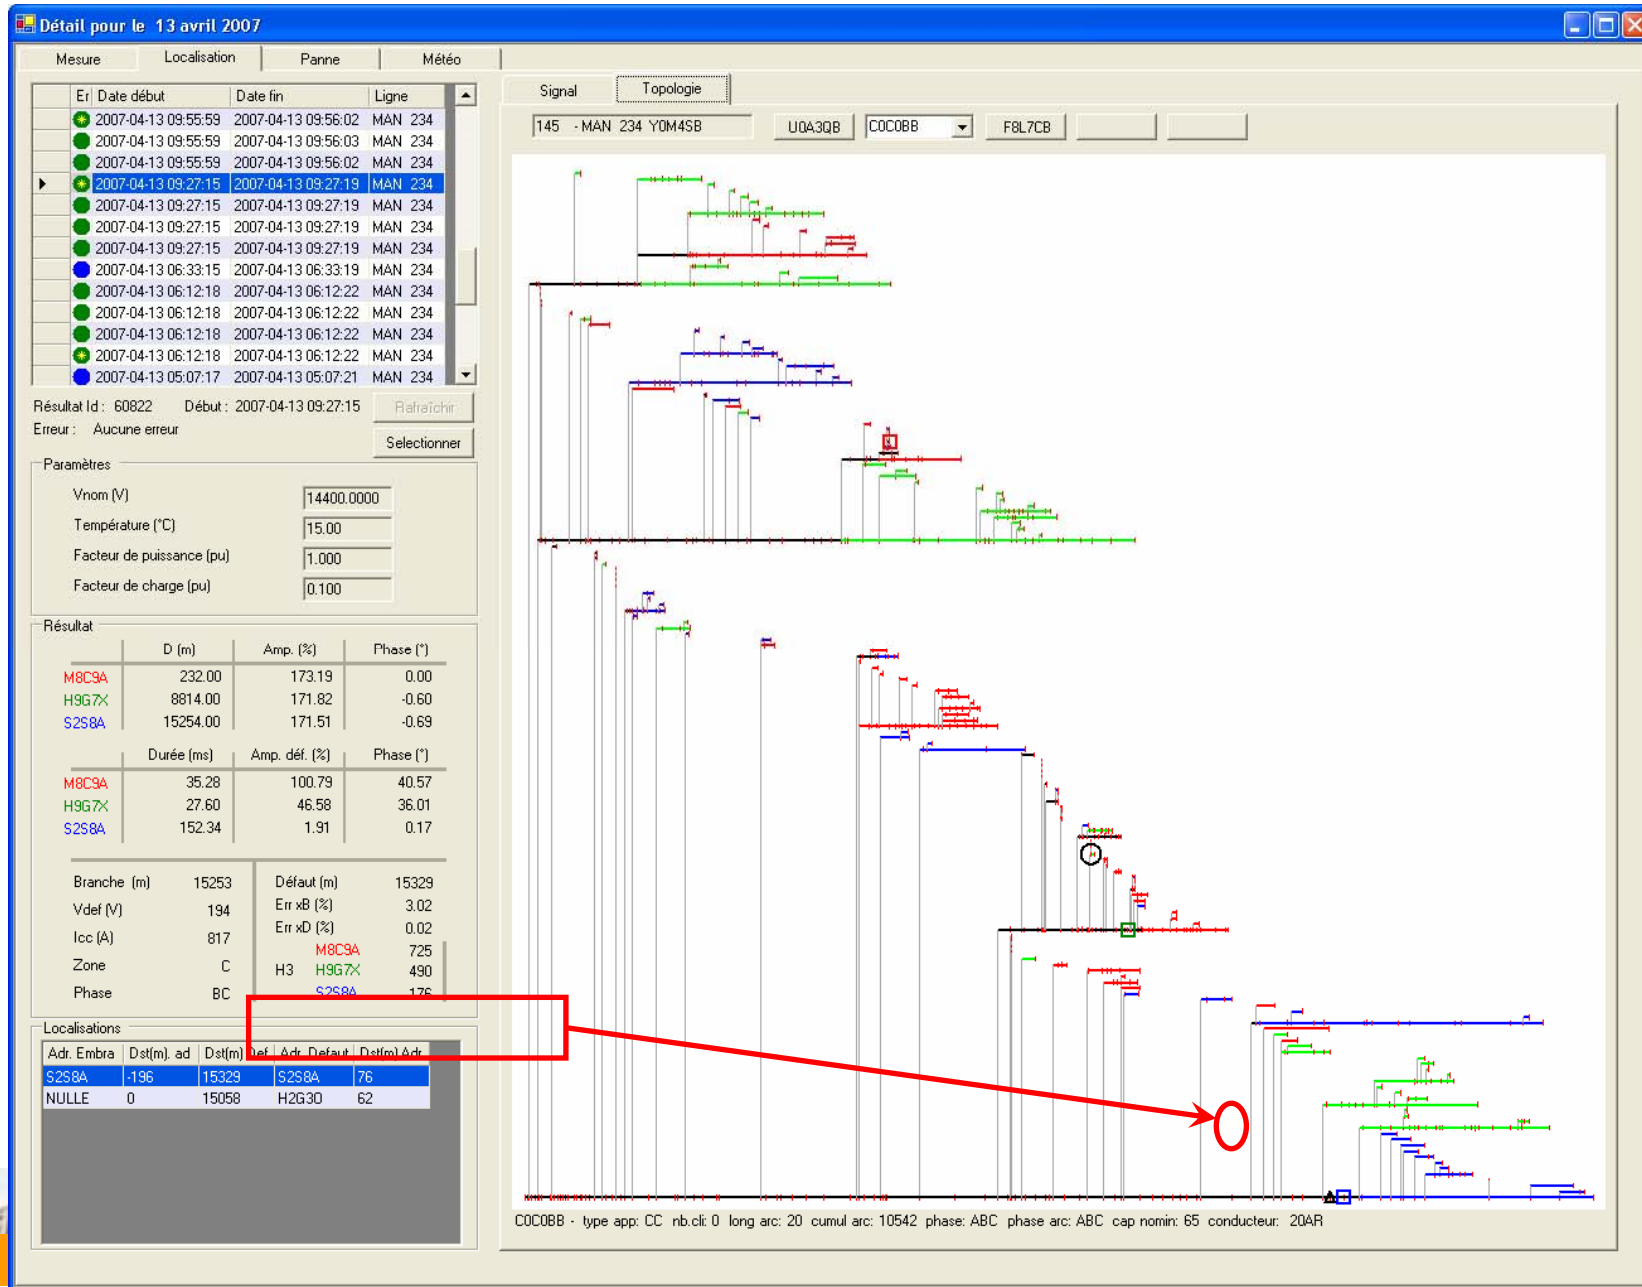 Détail pour le 13 avril 2007
Mesure Localisation Panne Météo
Er Date début Date fin Ligne
2007-04-13 09:55:59 2007-04-13 09:56:02 MAN 234
2007-04-13 09:55:59 2007-04-13 09:56:03 MAN 234
2007-04-13 09:55:59 2007-04-13 09:56:02 MAN 234
2007-04-13 09:27:15 2007-04-13 09:27:19 MAN 234
2007-04-13 09:27:15 2007-04-13 09:27:19 MAN 234
2007-04-13 09:27:15 2007-04-13 09:27:19 MAN 234
2007-04-13 09:27:15 2007-04-13 09:27:19 MAN 234
2007-04-13 06:33:15 2007-04-13 06:33:19 MAN 234
2007-04-13 06:12:18 2007-04-13 06:12:22 MAN 234
2007-04-13 06:12:18 2007-04-13 06:12:22 MAN 234
2007-04-13 06:12:18 2007-04-13 06:12:22 MAN 234
2007-04-13 06:12:18 2007-04-13 06:12:22 MAN 234
2007-04-13 05:07:17 2007-04-13 05:07:21 MAN 234
Résultat Id : 60822 Début : 2007-04-13 09:27:15 Rafraîchir
Erreur : Aucune erreur
Selectionner
Paramètres
Vnom (V) 14400.0000
Température (°C) 15.00
Facteur de puissance (pu) 1.000
Facteur de charge (pu) 0.100
Résultat
D (m) Amp. (%) Phase (°)
M8C9A 232.00 173.19 0.00
H9G7X 8814.00 171.82 -0.60
S2S8A 15254.00 171.51 -0.69
Durée (ms) Amp. déf. (%) Phase (°)
M8C9A 35.28 100.79 40.57
H9G7X 27.60 46.58 36.01
S2S8A 152.34 1.91 0.17
Branche (m) 15253 Défaut (m) 15329
Vdef (V) 194 Err xB (%) 3.02
Icc (A) 817 Err xD (%) 0.02
M8C9A 725
Zone C H3 H9G7X 490
Phase BC S2S8A 176
Localisations
Adr. Embra Dst(m). ad Dst(m) Def Adr. Defaut Dst(m) Adr
S2S8A -196 15329 S2S8A 76
NULLE 0 15058 H2G3O 62
Signal Topologie
145 - MAN 234 Y0M4SB U0A3QB C0C0BB F8L7CB
C0C0BB - type app: CC nb.cli: 0 long arc: 20 cumul arc: 10542 phase: ABC phase arc: ABC cap nomin: 65 conducteur: 20AR